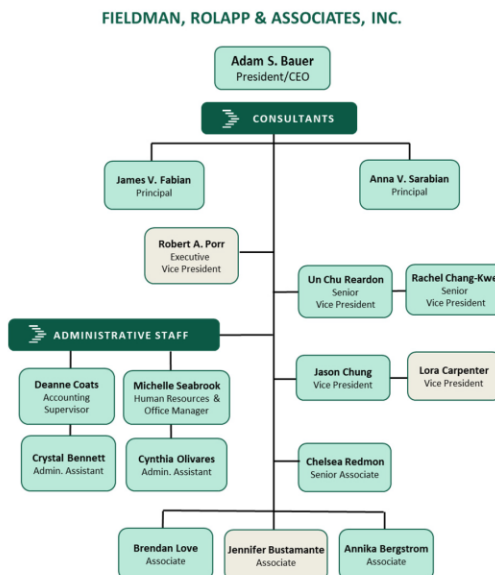 FIELDMAN, ROLAPP & ASSOCIATES, INC.
Adam S. Bauer
President/CEO
CONSULTANTS
James V. Fabian
Principal
Anna V. Sarabian
Principal
Robert A. Porr
Executive
Vice President
Un Chu Reardon
Senior
Vice President
Rachel Chang-Kwe
Senior
Vice President
ADMINISTRATIVE STAFF
Jason Chung
Vice President
Lora Carpenter
Vice President
Deanne Coats
Accounting
Supervisor
Michelle Seabrook
Human Resources &
Office Manager
Crystal Bennett
Admin. Assistant
Cynthia Olivares
Admin. Assistant
Chelsea Redmon
Senior Associate
Brendan Love
Associate
Jennifer Bustamante
Associate
Annika Bergstrom
Associate